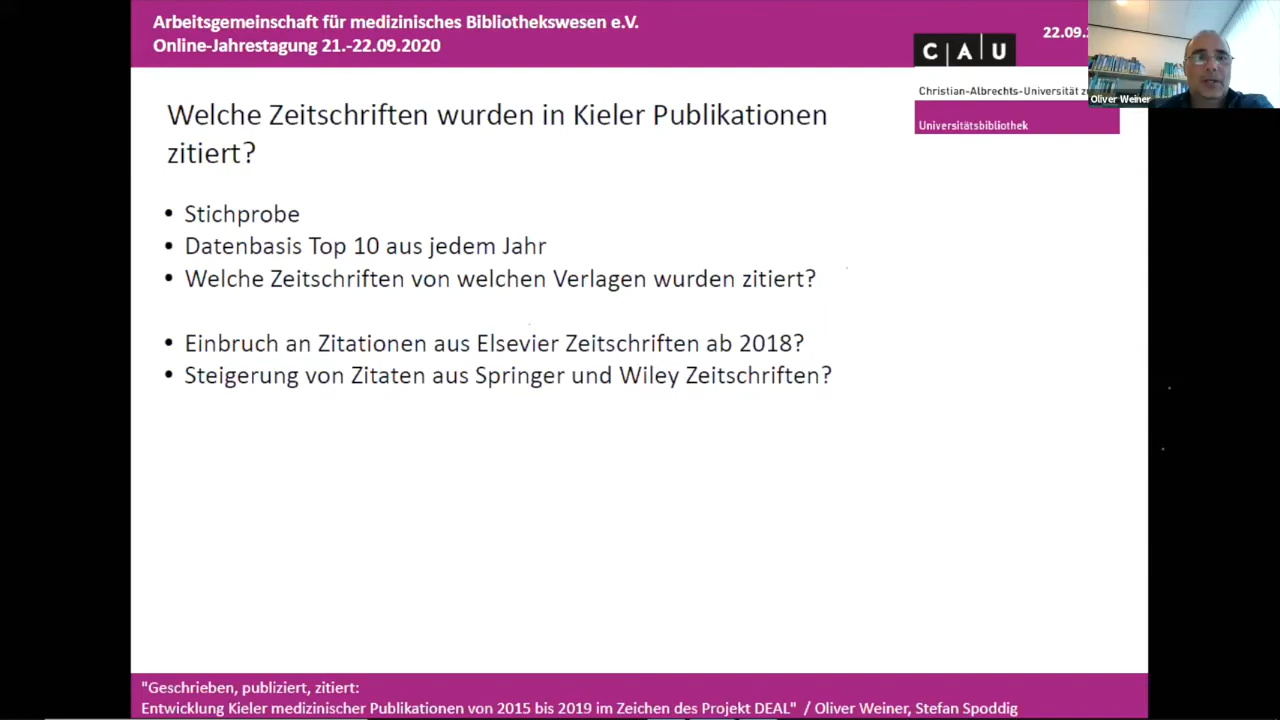 Arbeitsgemeinschaft für medizinisches Bibliothekswesen e.V.
Online-Jahrestagung 21.-22.09.2020
22.09.
CAU
Christian-Albrechts-Universität
Universitätsbibliothek
Oliver Weiner
Welche Zeitschriften wurden in Kieler Publikationen
zitiert?
• Stichprobe
• Datenbasis Top 10 aus jedem Jahr
• Welche Zeitschriften von welchen Verlagen wurden zitiert?
• Einbruch an Zitationen aus Elsevier Zeitschriften ab 2018?
• Steigerung von Zitaten aus Springer und Wiley Zeitschriften?
"Geschrieben, publiziert, zitiert:
Entwicklung Kieler medizinischer Publikationen von 2015 bis 2019 im Zeichen des Projekt DEAL" / Oliver Weiner, Stefan Spoddig